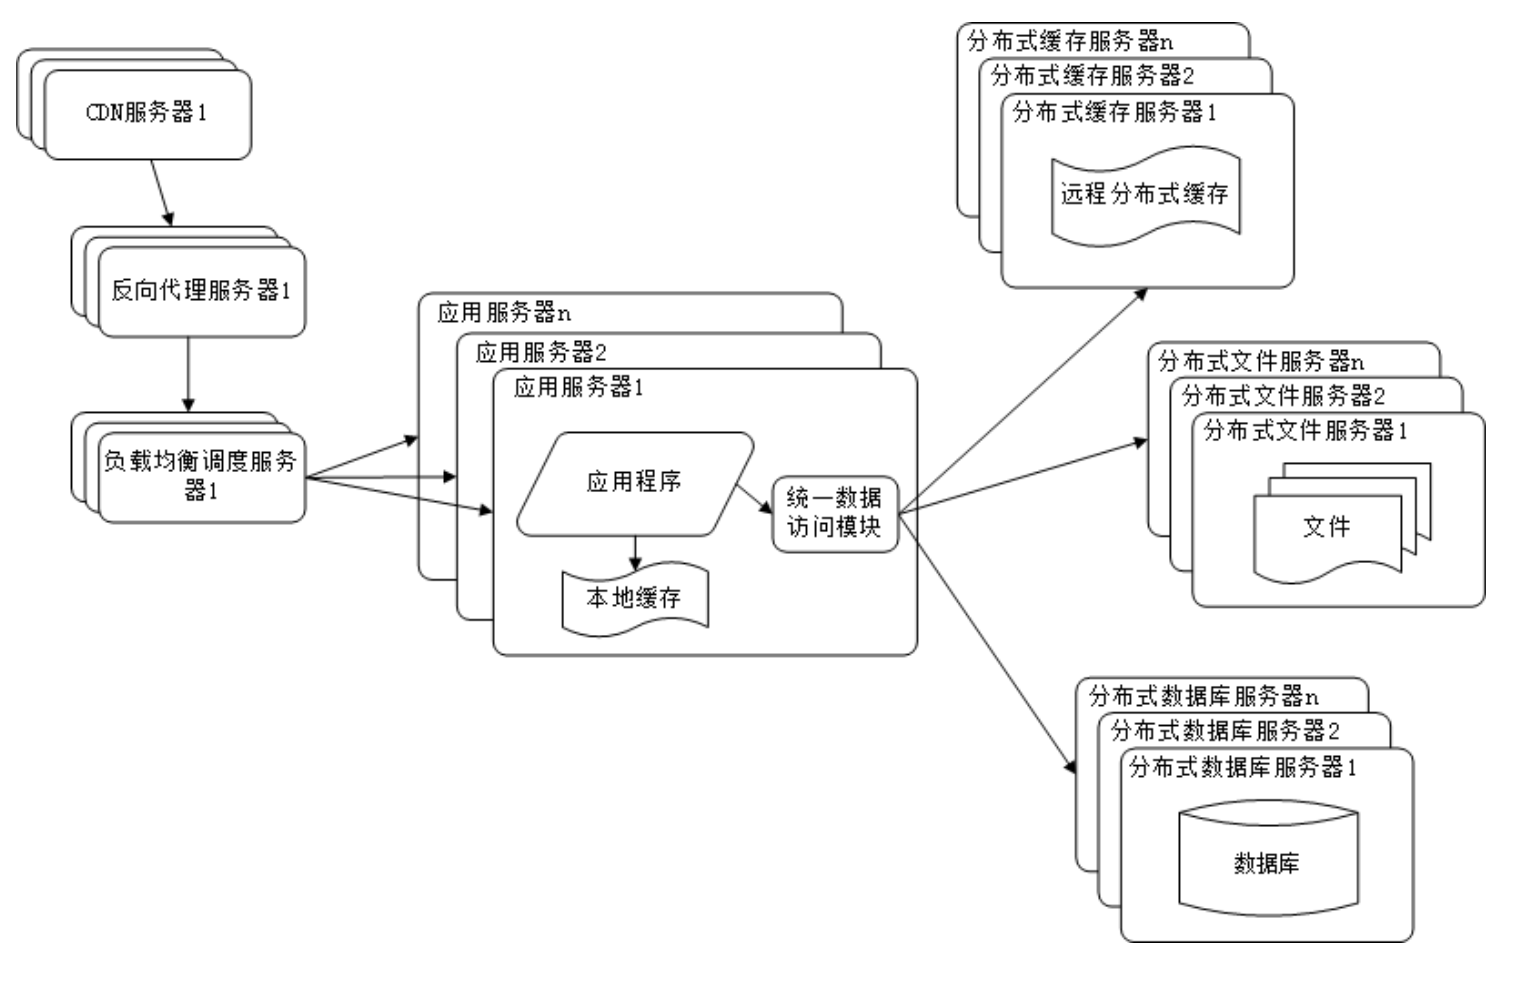 CDN服务器1
反向代理服务器1
负载均衡调度服务
器1
应用服务器n
应用服务器2
应用服务器1
应用程序
本地缓存
统一数据
访问模块
分布式缓存服务器n
分布式缓存服务器2
分布式缓存服务器1
远程分布式缓存
分布式文件服务器n
分布式文件服务器2
分布式文件服务器1
文件
分布式数据库服务器n
分布式数据库服务器2
分布式数据库服务器1
数据库